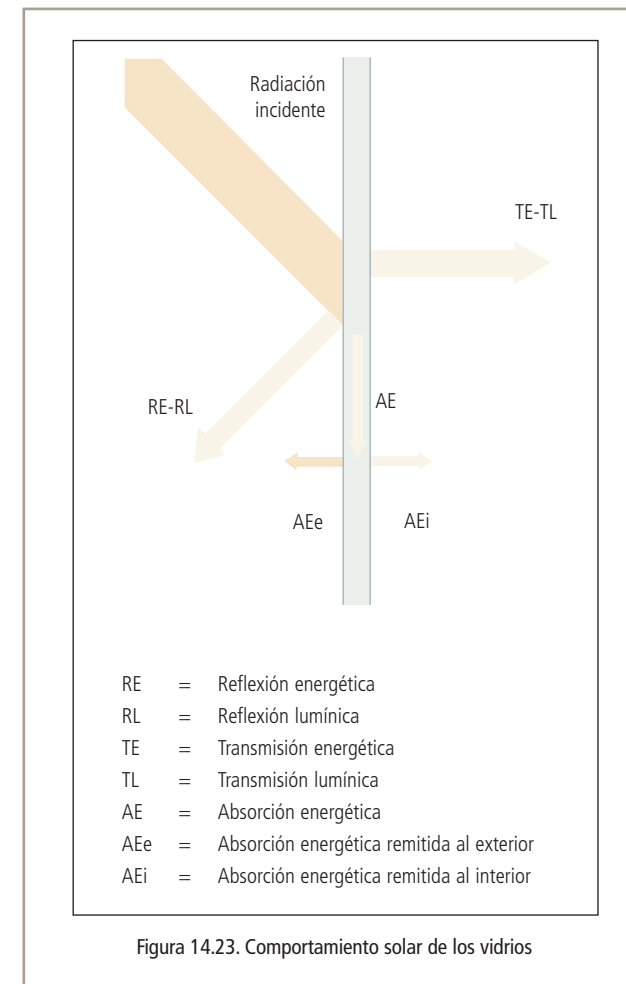 Radiación
incidente
TE-TL
RE-RL
AE
AEe
AEi
RE = Reflexión energética
RL = Reflexión lumínica
TE = Transmisión energética
TL = Transmisión lumínica
AE = Absorción energética
AEe = Absorción energética remitida al exterior
AEi = Absorción energética remitida al interior
Figura 14.23. Comportamiento solar de los vidrios